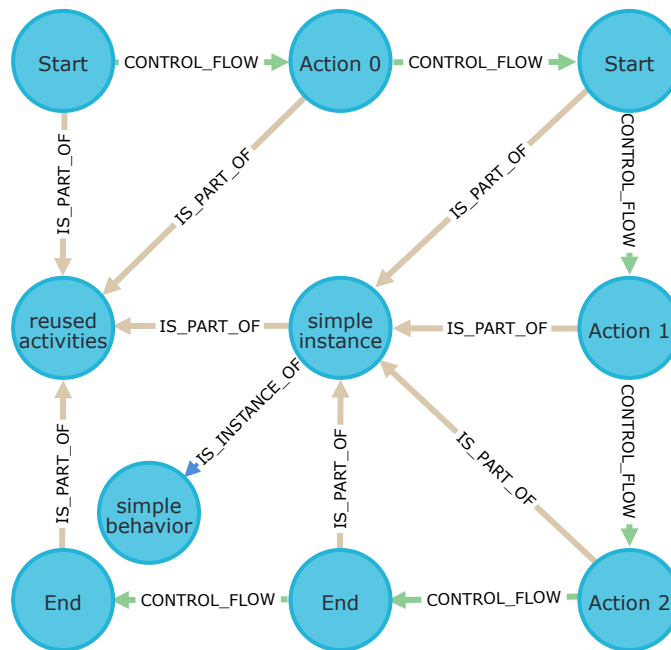 Start
CONTROL_FLOW
Action 0
CONTROL_FLOW
Start
IS_PART_OF
IS_PART_OF
IS_PART_OF
CONTROL_FLOW
reused
activities
IS_PART_OF
simple
instance
IS_PART_OF
Action 1
IS_INSTANCE_OF
CONTROL_FLOW
IS_PART_OF
IS_PART_OF
IS_PART_OF
simple
behavior
End
CONTROL_FLOW
End
CONTROL_FLOW
Action 2